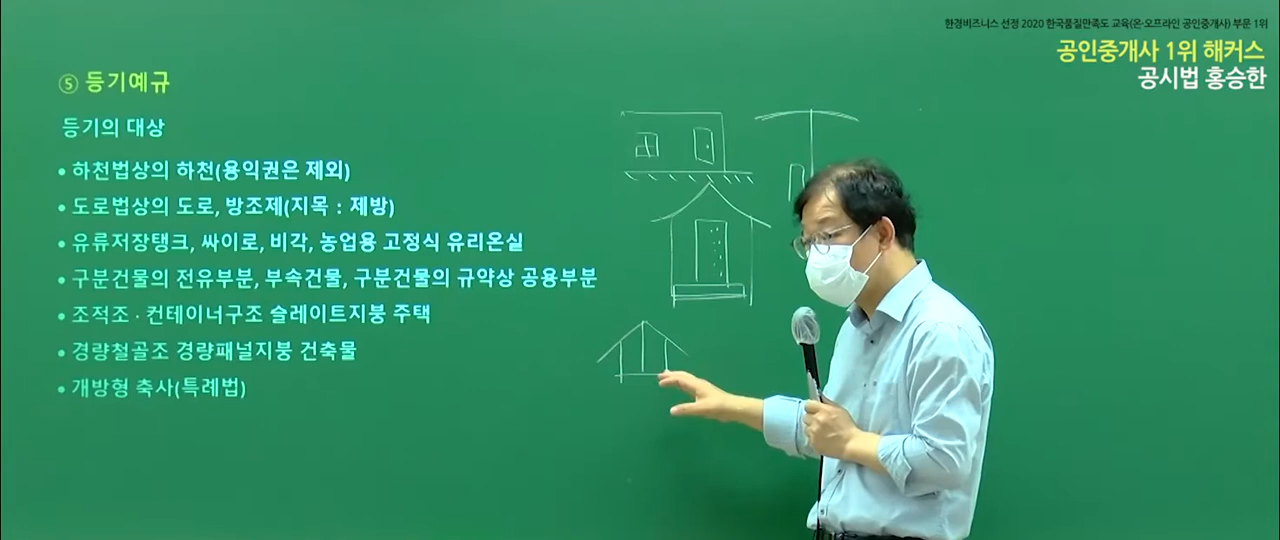 한경비즈니스 선정 2020 한국품질만족도 교육(온·오프라인 공인중개사) 부문 1위
공인중개사 1위 해커스
공시법 홍승한
⑤ 등기예규
등기의 대상
• 하천법상의 하천(용익권은 제외)
• 도로법상의 도로, 방조제(지목 : 제방)
• 유류저장탱크, 싸이로, 비각, 농업용 고정식 유리온실
• 구분건물의 전유부분, 부속건물, 구분건물의 규약상 공용부분
• 조적조 · 컨테이너구조 슬레이트지붕 주택
• 경량철골조 경량패널지붕 건축물
• 개방형 축사(특례법)